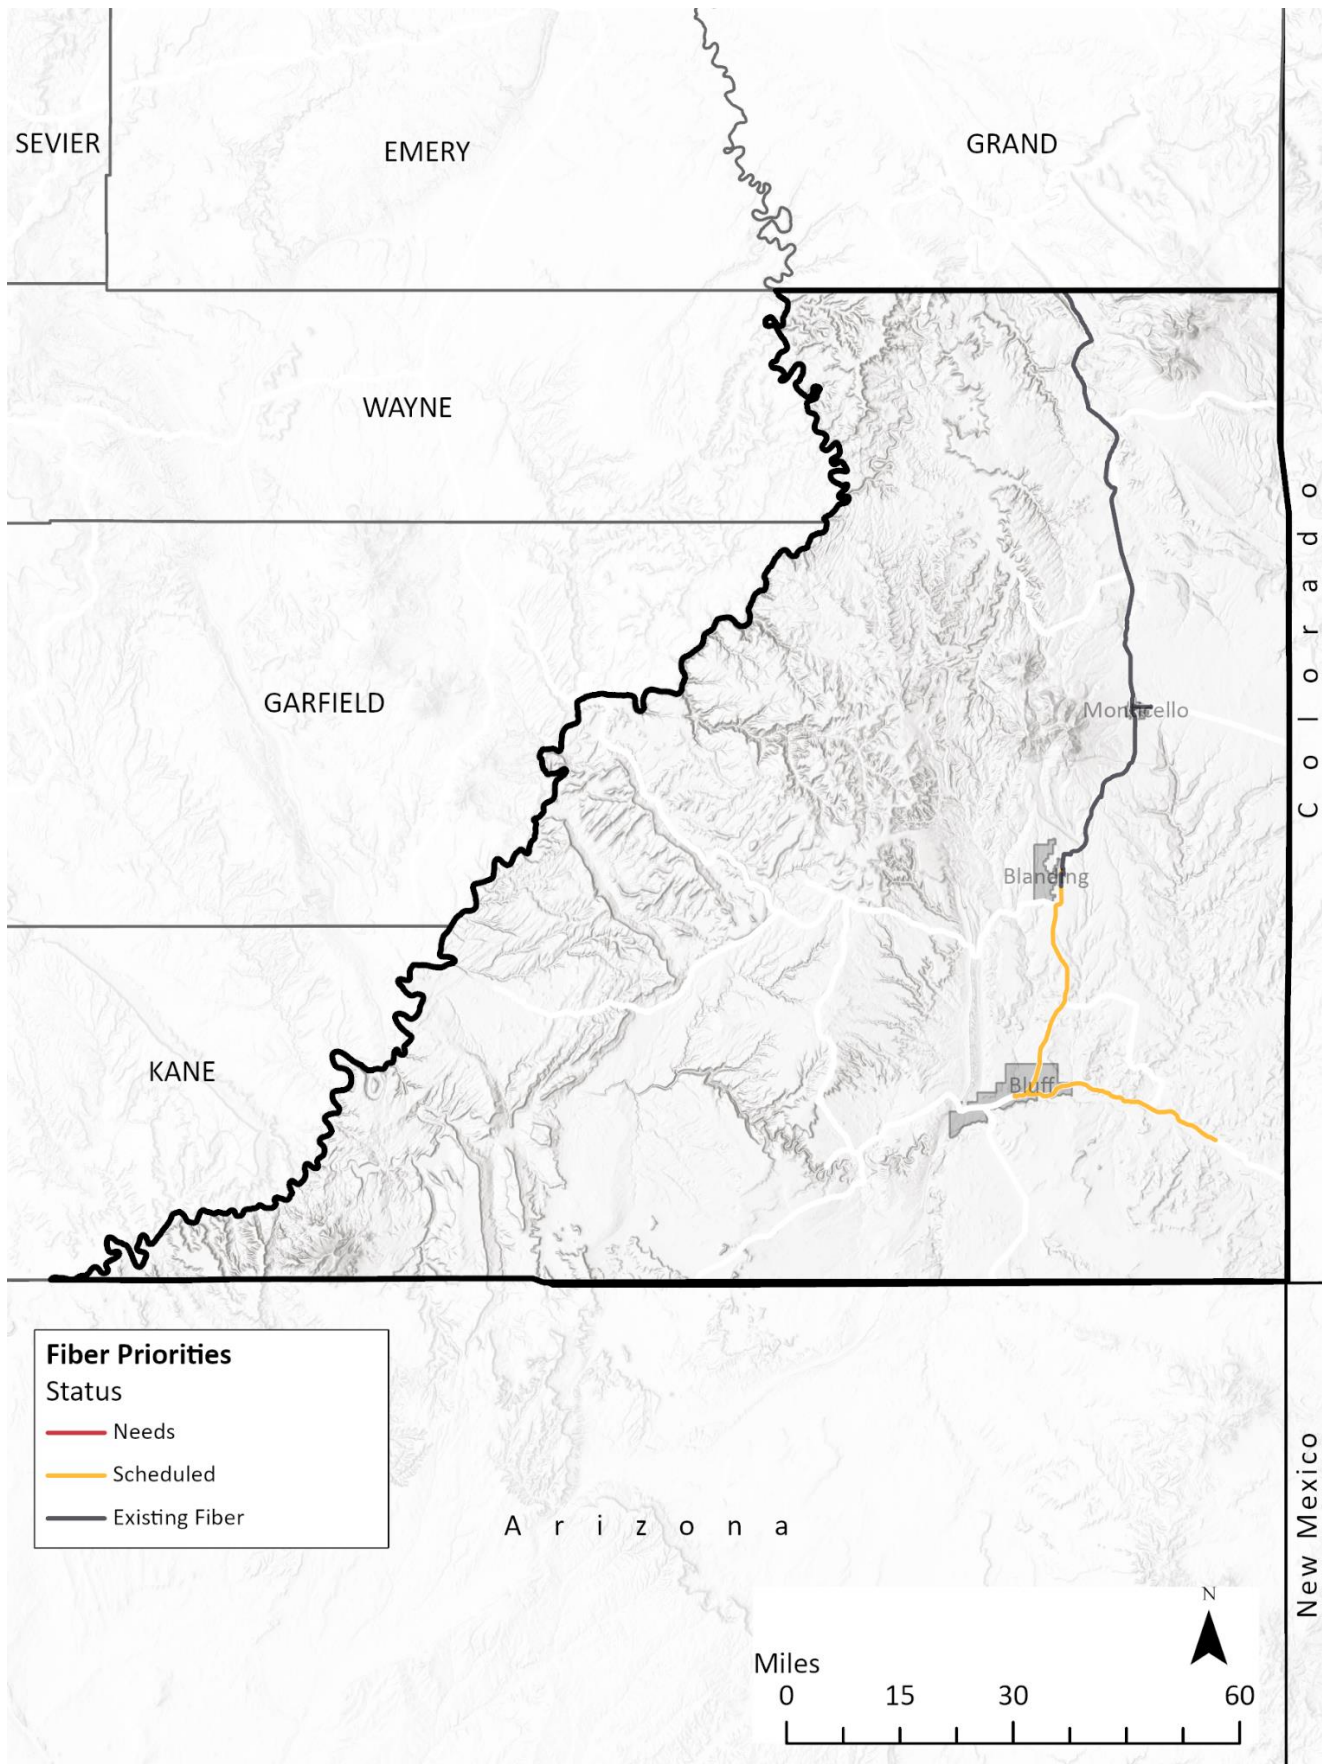 SEVIER
EMERY
GRAND
WAYNE
Colorado
GARFIELD
Monticello
Blanding
KANE
Bluff
Fiber Priorities
Status
Needs
Scheduled
Existing Fiber
Arizona
New Mexico
N
Miles
0 15 30 60